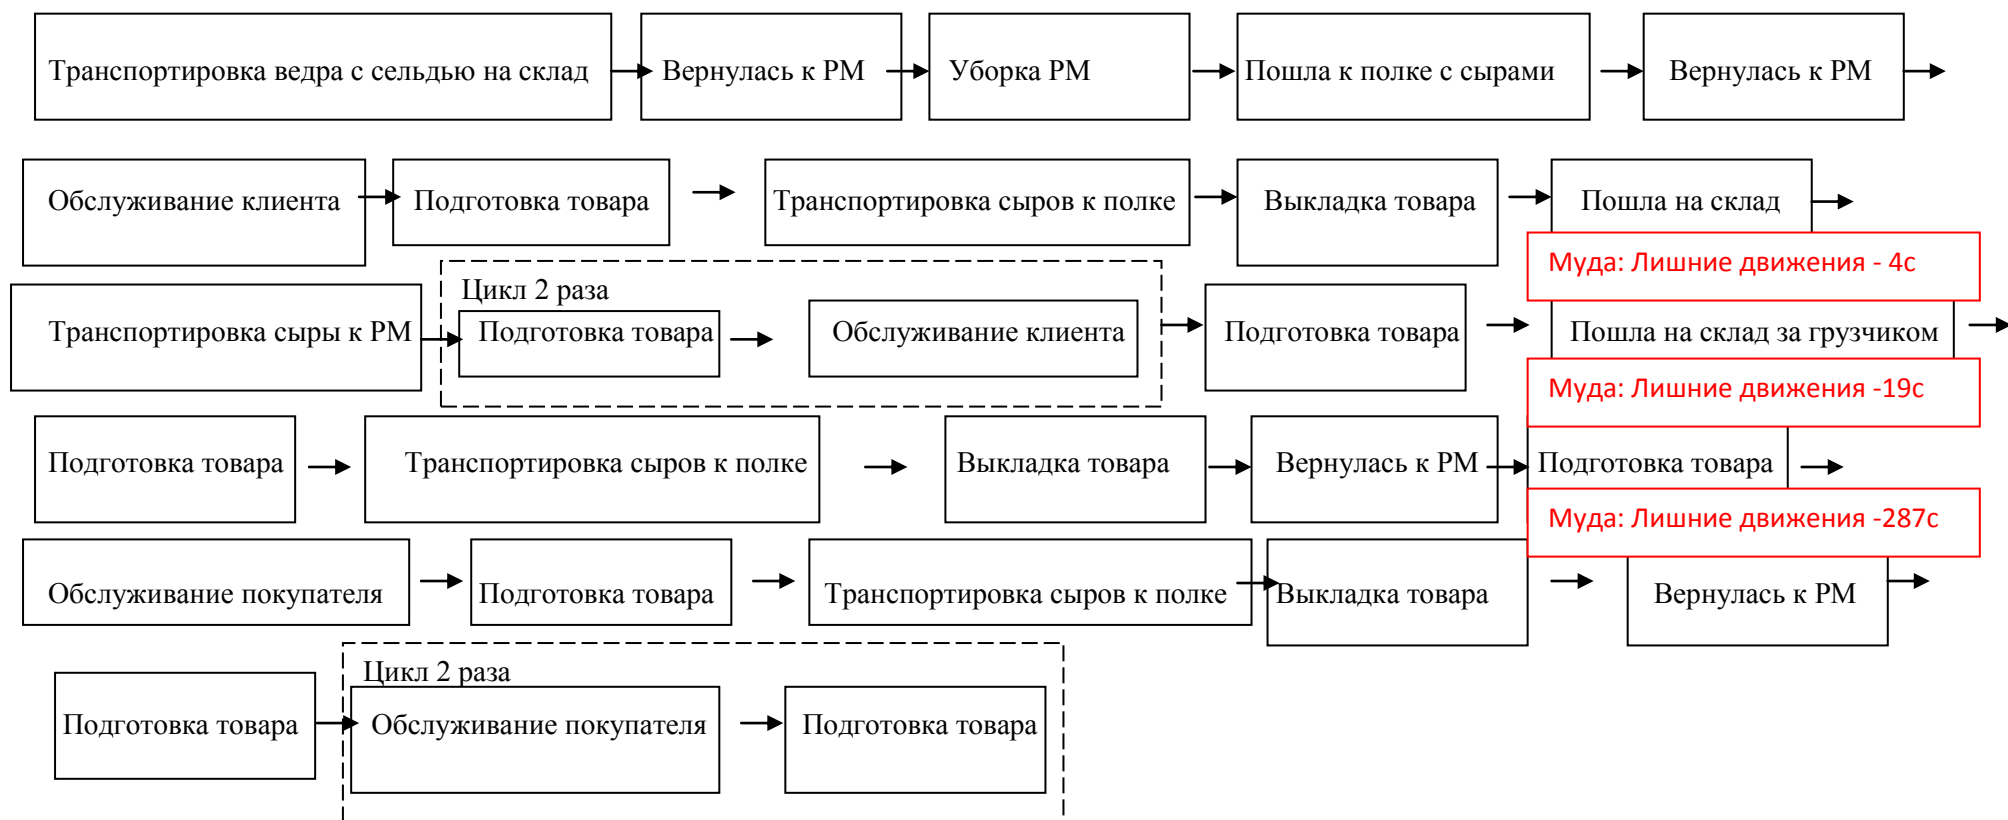 Транспортировка ведра с сельдью на склад
Вернулась к РМ
Уборка РМ
Пошла к полке с сырами
Вернулась к РМ
Обслуживание клиента
Подготовка товара
Транспортировка сыров к полке
Выкладка товара
Пошла на склад
Муда: Лишние движения - 4с
Транспортировка сыры к РМ
Цикл 2 раза
Подготовка товара
Обслуживание клиента
Подготовка товара
Пошла на склад за грузчиком
Муда: Лишние движения -19с
Подготовка товара
Транспортировка сыров к полке
Выкладка товара
Вернулась к РМ
Подготовка товара
Муда: Лишние движения -287с
Обслуживание покупателя
Подготовка товара
Транспортировка сыров к полке
Выкладка товара
Вернулась к РМ
Подготовка товара
Цикл 2 раза
Обслуживание покупателя
Подготовка товара